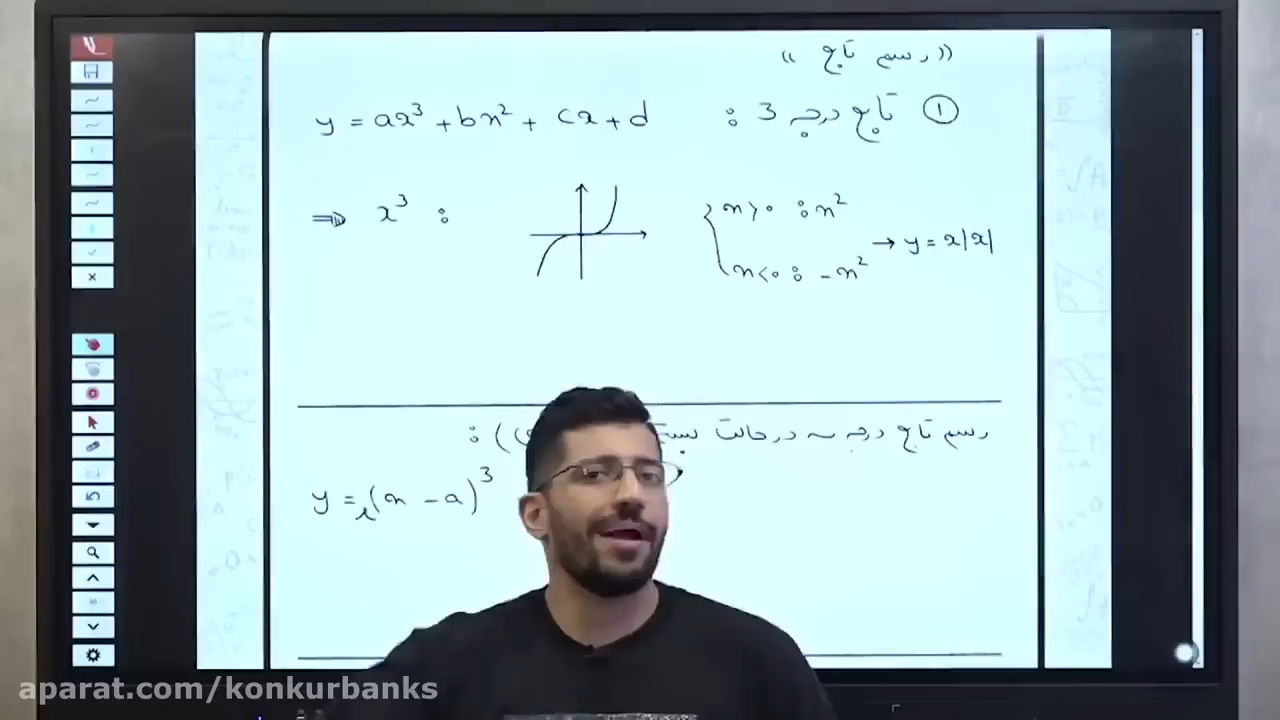 «رسم تابع»
① تابع درجه 3 : y = ax³ + bx² + cx + d
⇒ x³ :
{ x > 0 : x²
x < 0 : -x² → y = x|x|
رسم تابع درجه سه در حالت ) :
y = (x - a)³
aparat.com/konkurbanks